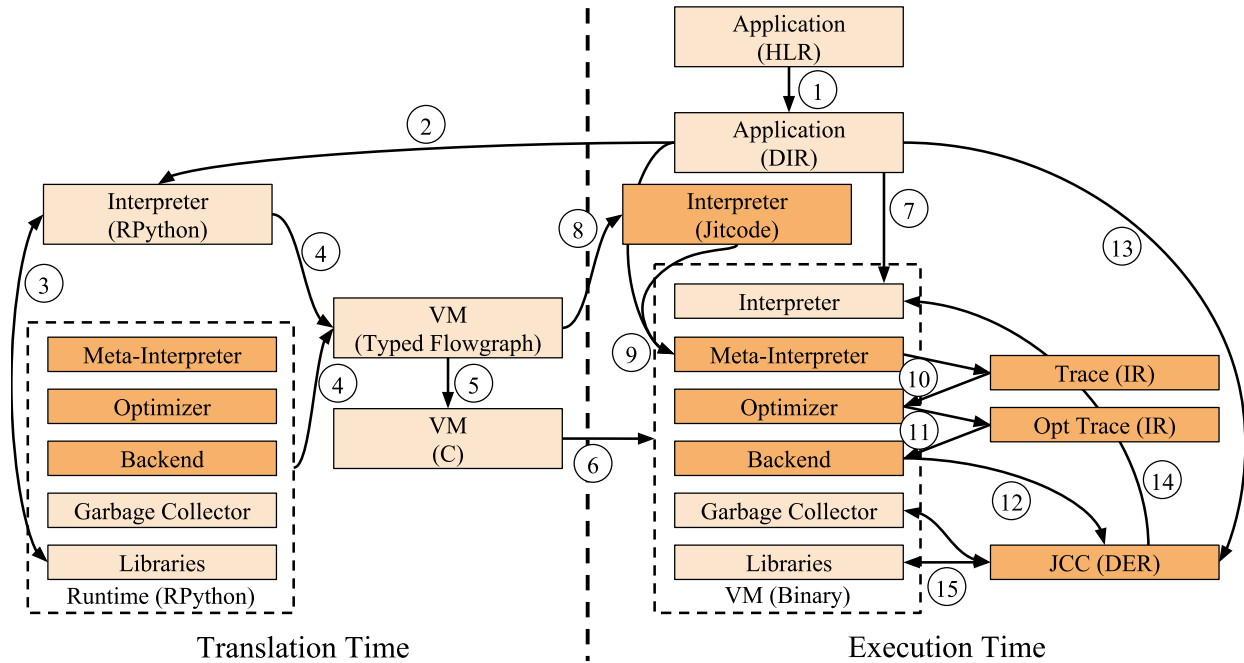 Application
(HLR)
1
2
Application
(DIR)
Interpreter
(RPython)
Interpreter
(Jitcode)
7
8
13
3
4
VM
(Typed Flowgraph)
Interpreter
Meta-Interpreter
Optimizer
Backend
Garbage Collector
Libraries
Runtime (RPython)
4
5
VM
(C)
6
9
Meta-Interpreter
Optimizer
Backend
Garbage Collector
Libraries
VM (Binary)
10
Trace (IR)
11
Opt Trace (IR)
12
14
JCC (DER)
15
Translation Time
Execution Time